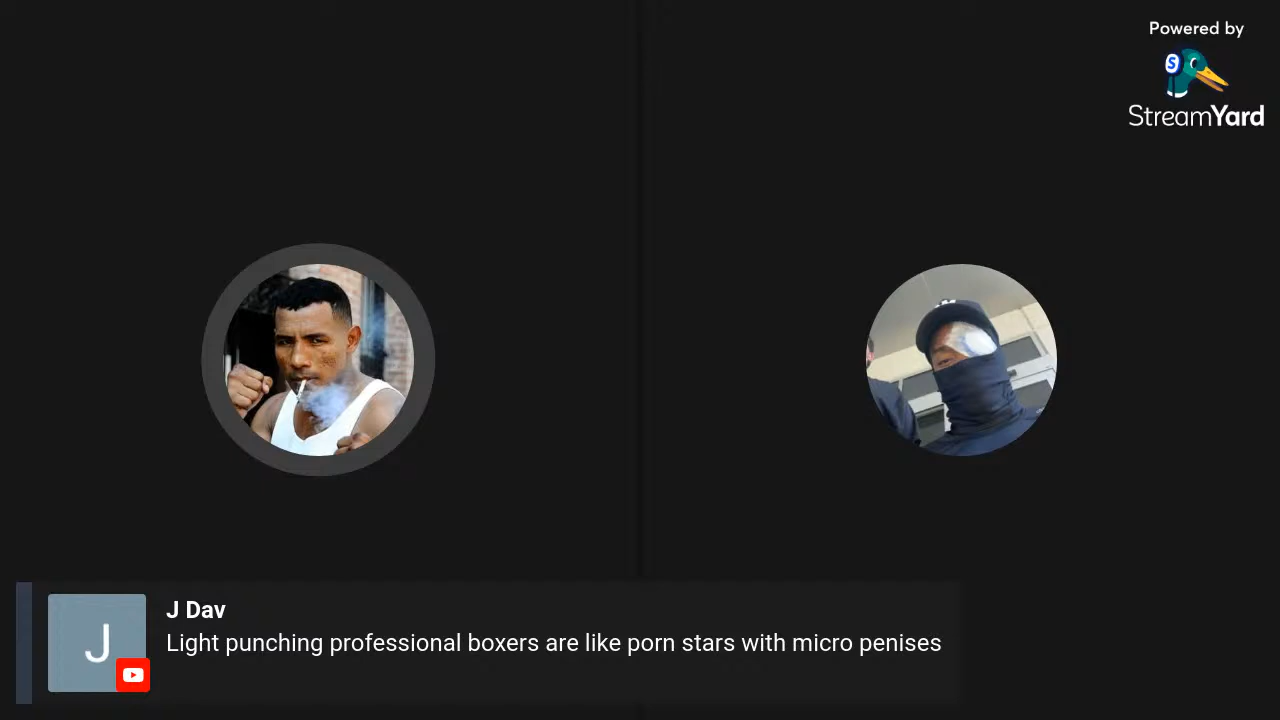 Powered by
S
StreamYard
J
J Dav
Light punching professional boxers are like porn stars with micro penises